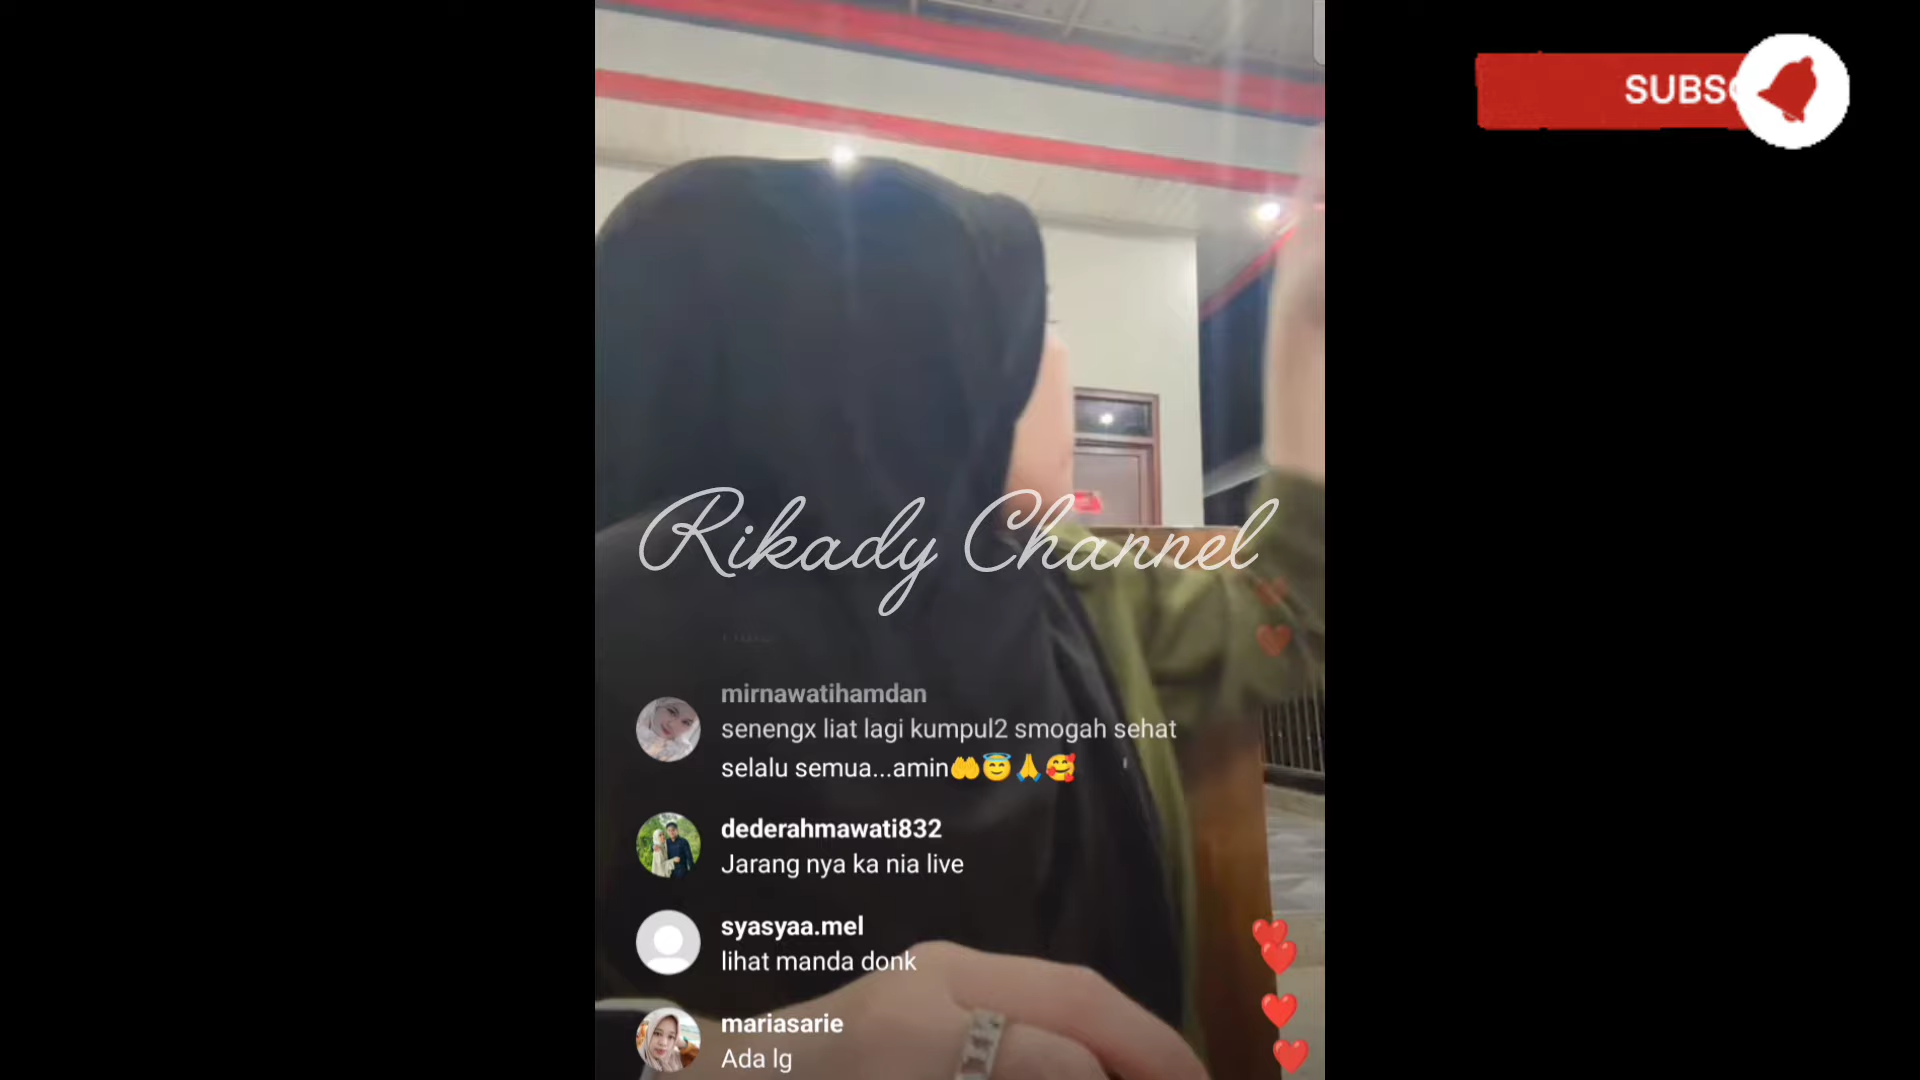 SUBSC
Rikady Channel
mirnawatihamdan
senengx liat lagi kumpul2 smogah sehat
selalu semua...amin🤲😇🙏🥰
dederahmawati832
Jarang nya ka nia live
syasyaa.mel
lihat manda donk
mariasarie
Ada lg